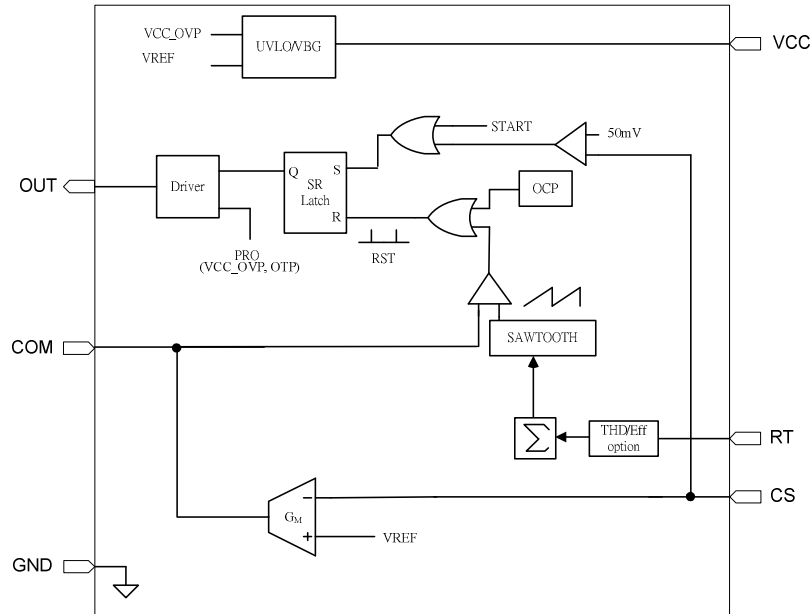 VCC_OVP
VREF
UVLO/VBG
VCC
START
50mV
OUT
Driver
Q
S
SR
Latch
R
OCP
PRO
(VCC_OVP, OTP)
RST
COM
SAWTOOTH
Σ
THD/Eff
option
RT
CS
GM
−
+
VREF
GND